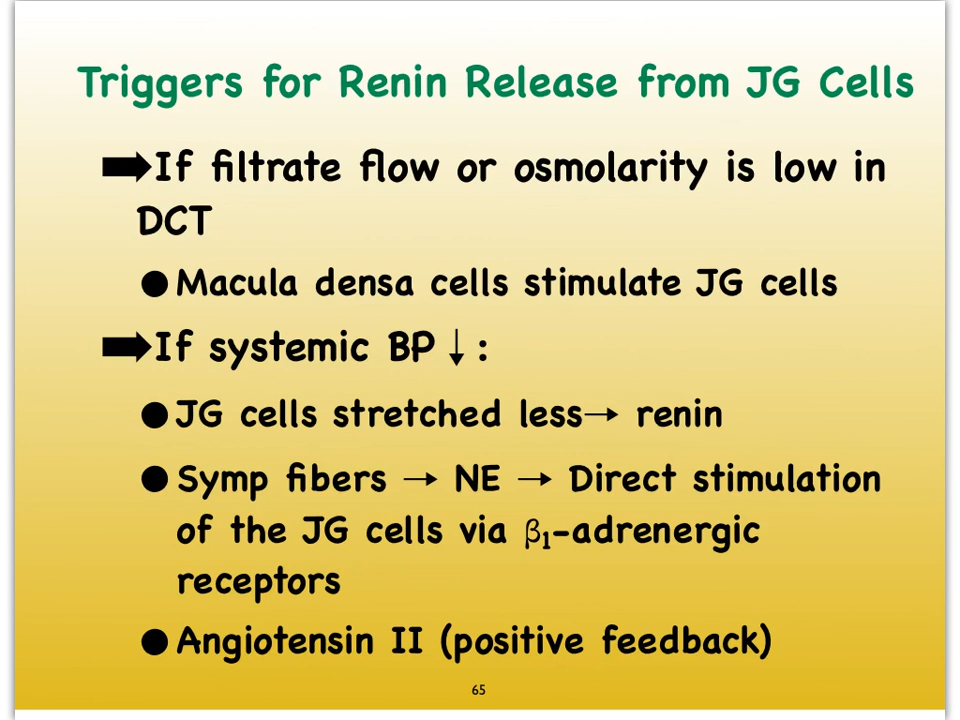 Triggers for Renin Release from JG Cells
➡If filtrate flow or osmolarity is low in
DCT
● Macula densa cells stimulate JG cells
➡If systemic BP ↓ :
● JG cells stretched less→ renin
● Symp fibers → NE → Direct stimulation
of the JG cells via β₁-adrenergic
receptors
● Angiotensin II (positive feedback)
65